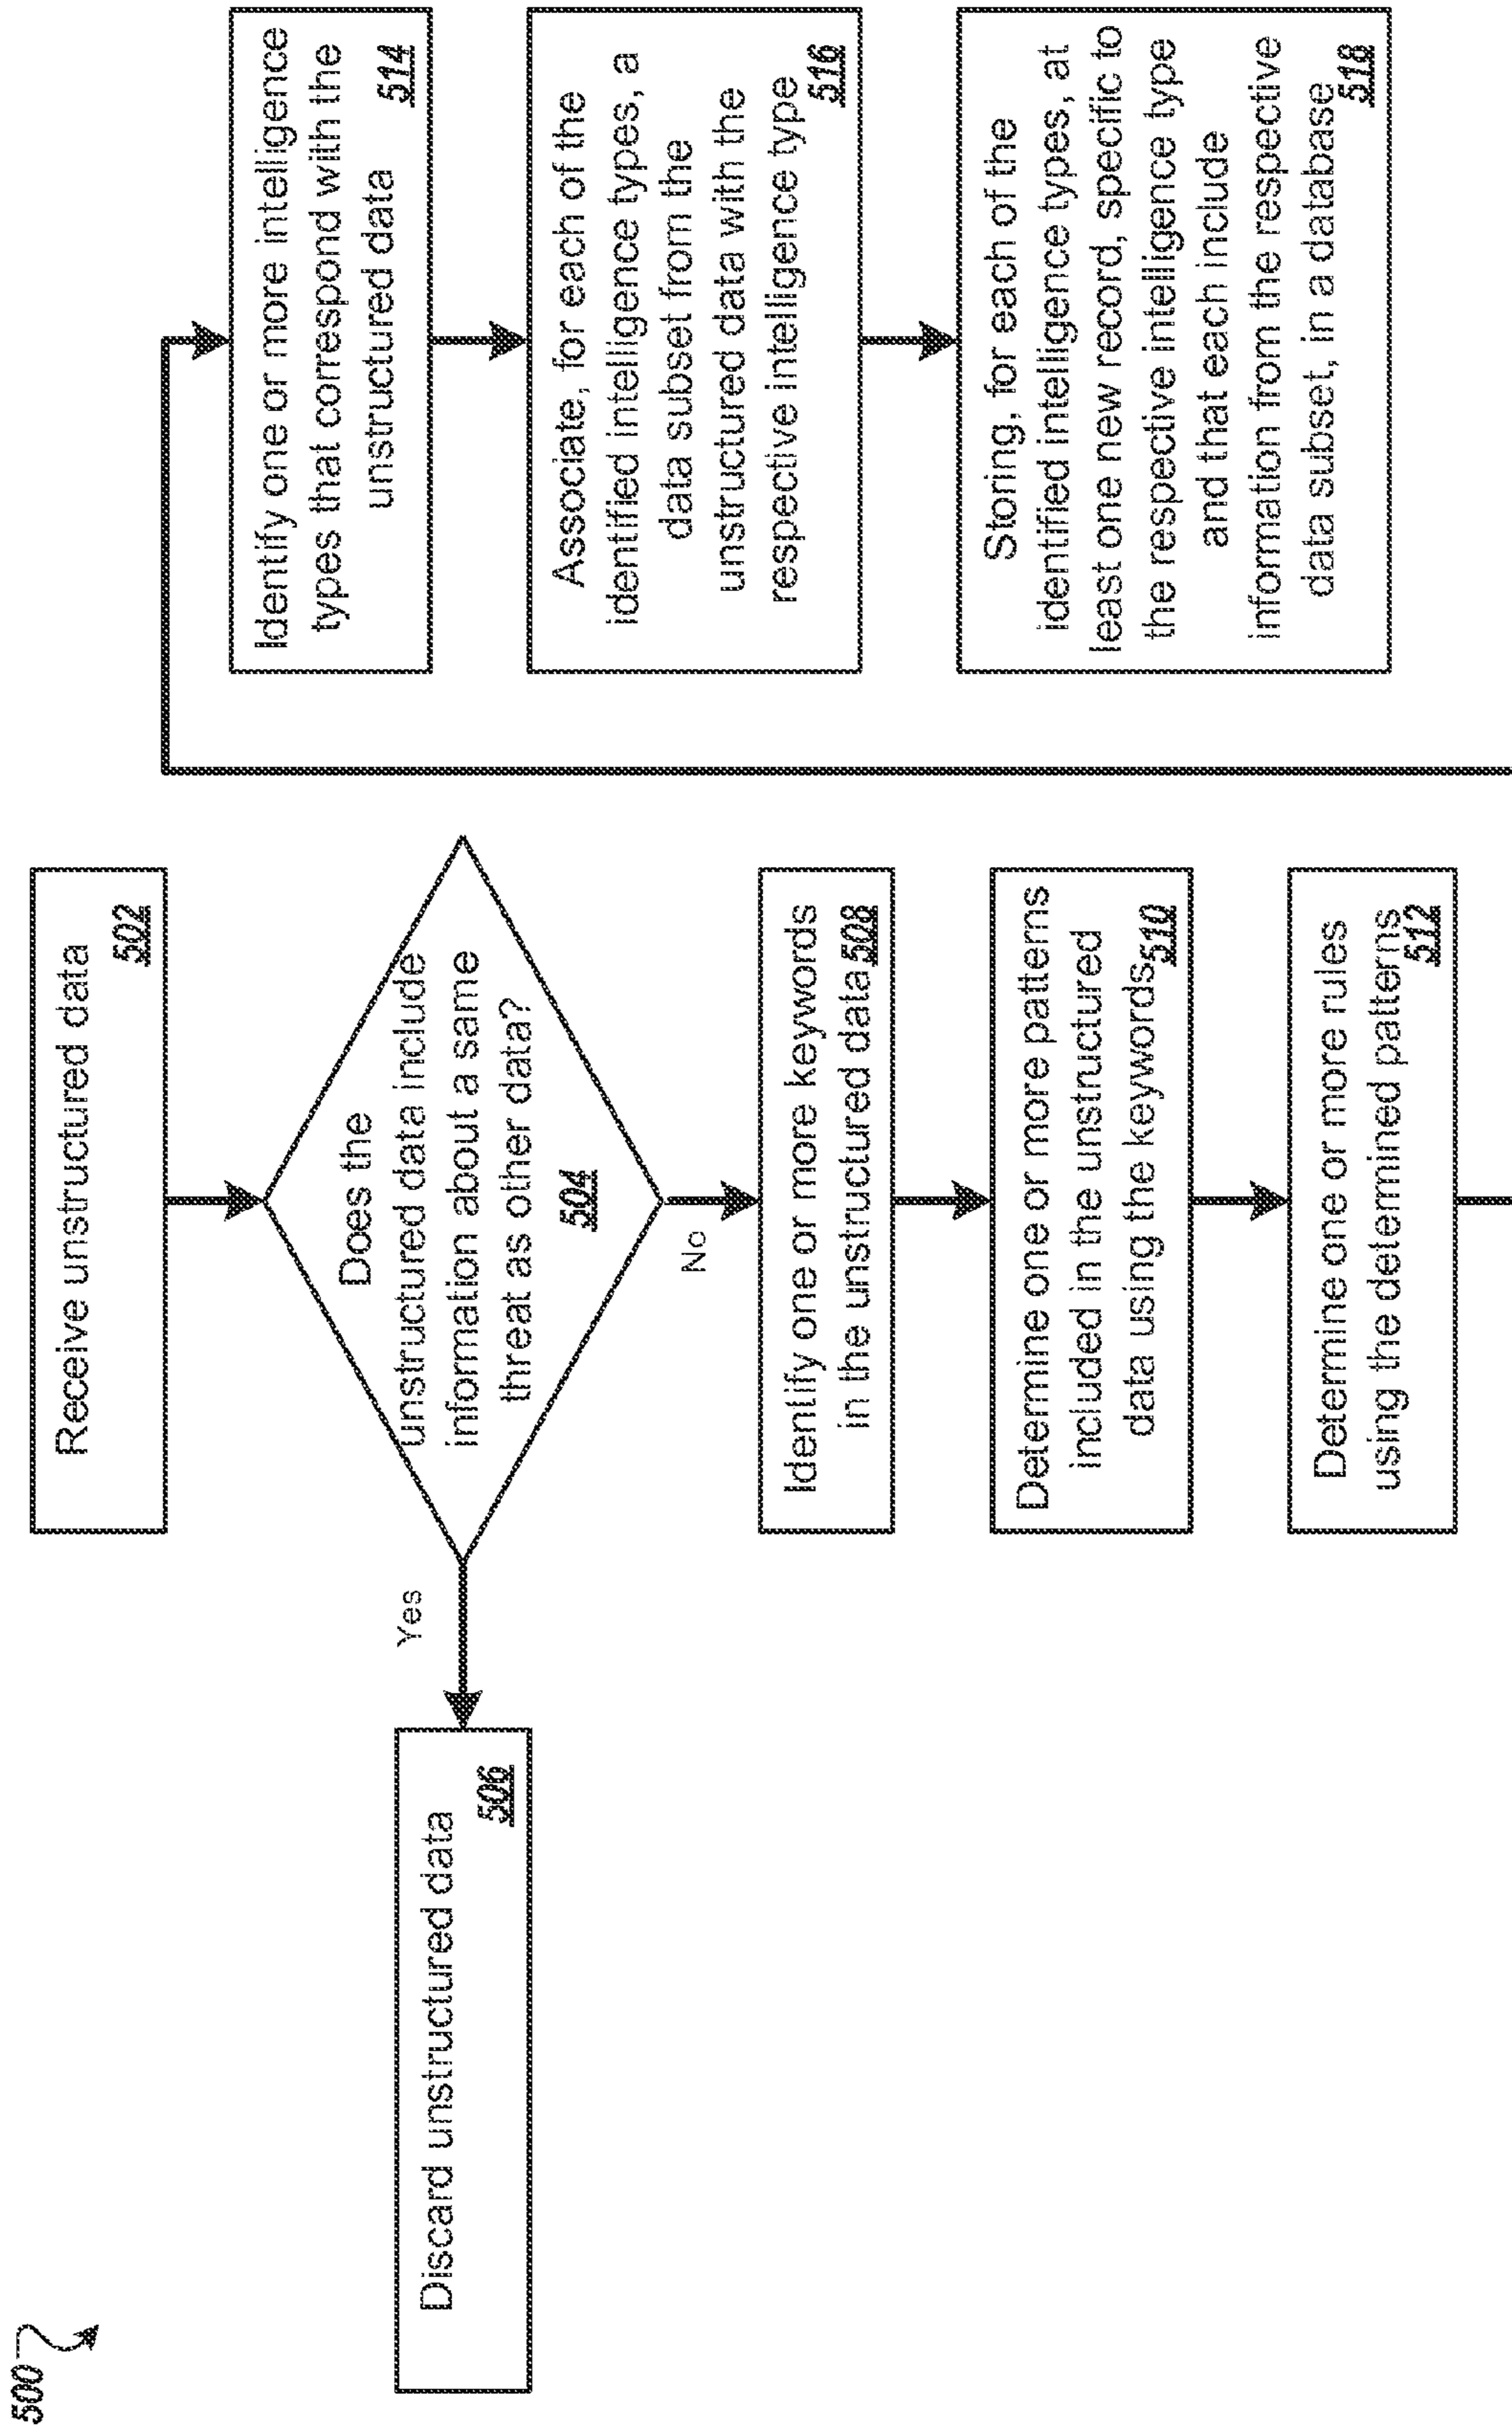 500
Receive unstructured data
502
Does the
unstructured data include
information about a same
threat as other data?
504
Yes
No
Discard unstructured data
506
Identify one or more keywords
in the unstructured data 508
Determine one or more patterns
included in the unstructured
data using the keywords 510
Determine one or more rules
using the determined patterns
512
Identify one or more intelligence
types that correspond with the
unstructured data 514
Associate, for each of the
identified intelligence types, a
data subset from the
unstructured data with the
respective intelligence type
516
Storing, for each of the
identified intelligence types, at
least one new record, specific to
the respective intelligence type
and that each include
information from the respective
data subset, in a database
518